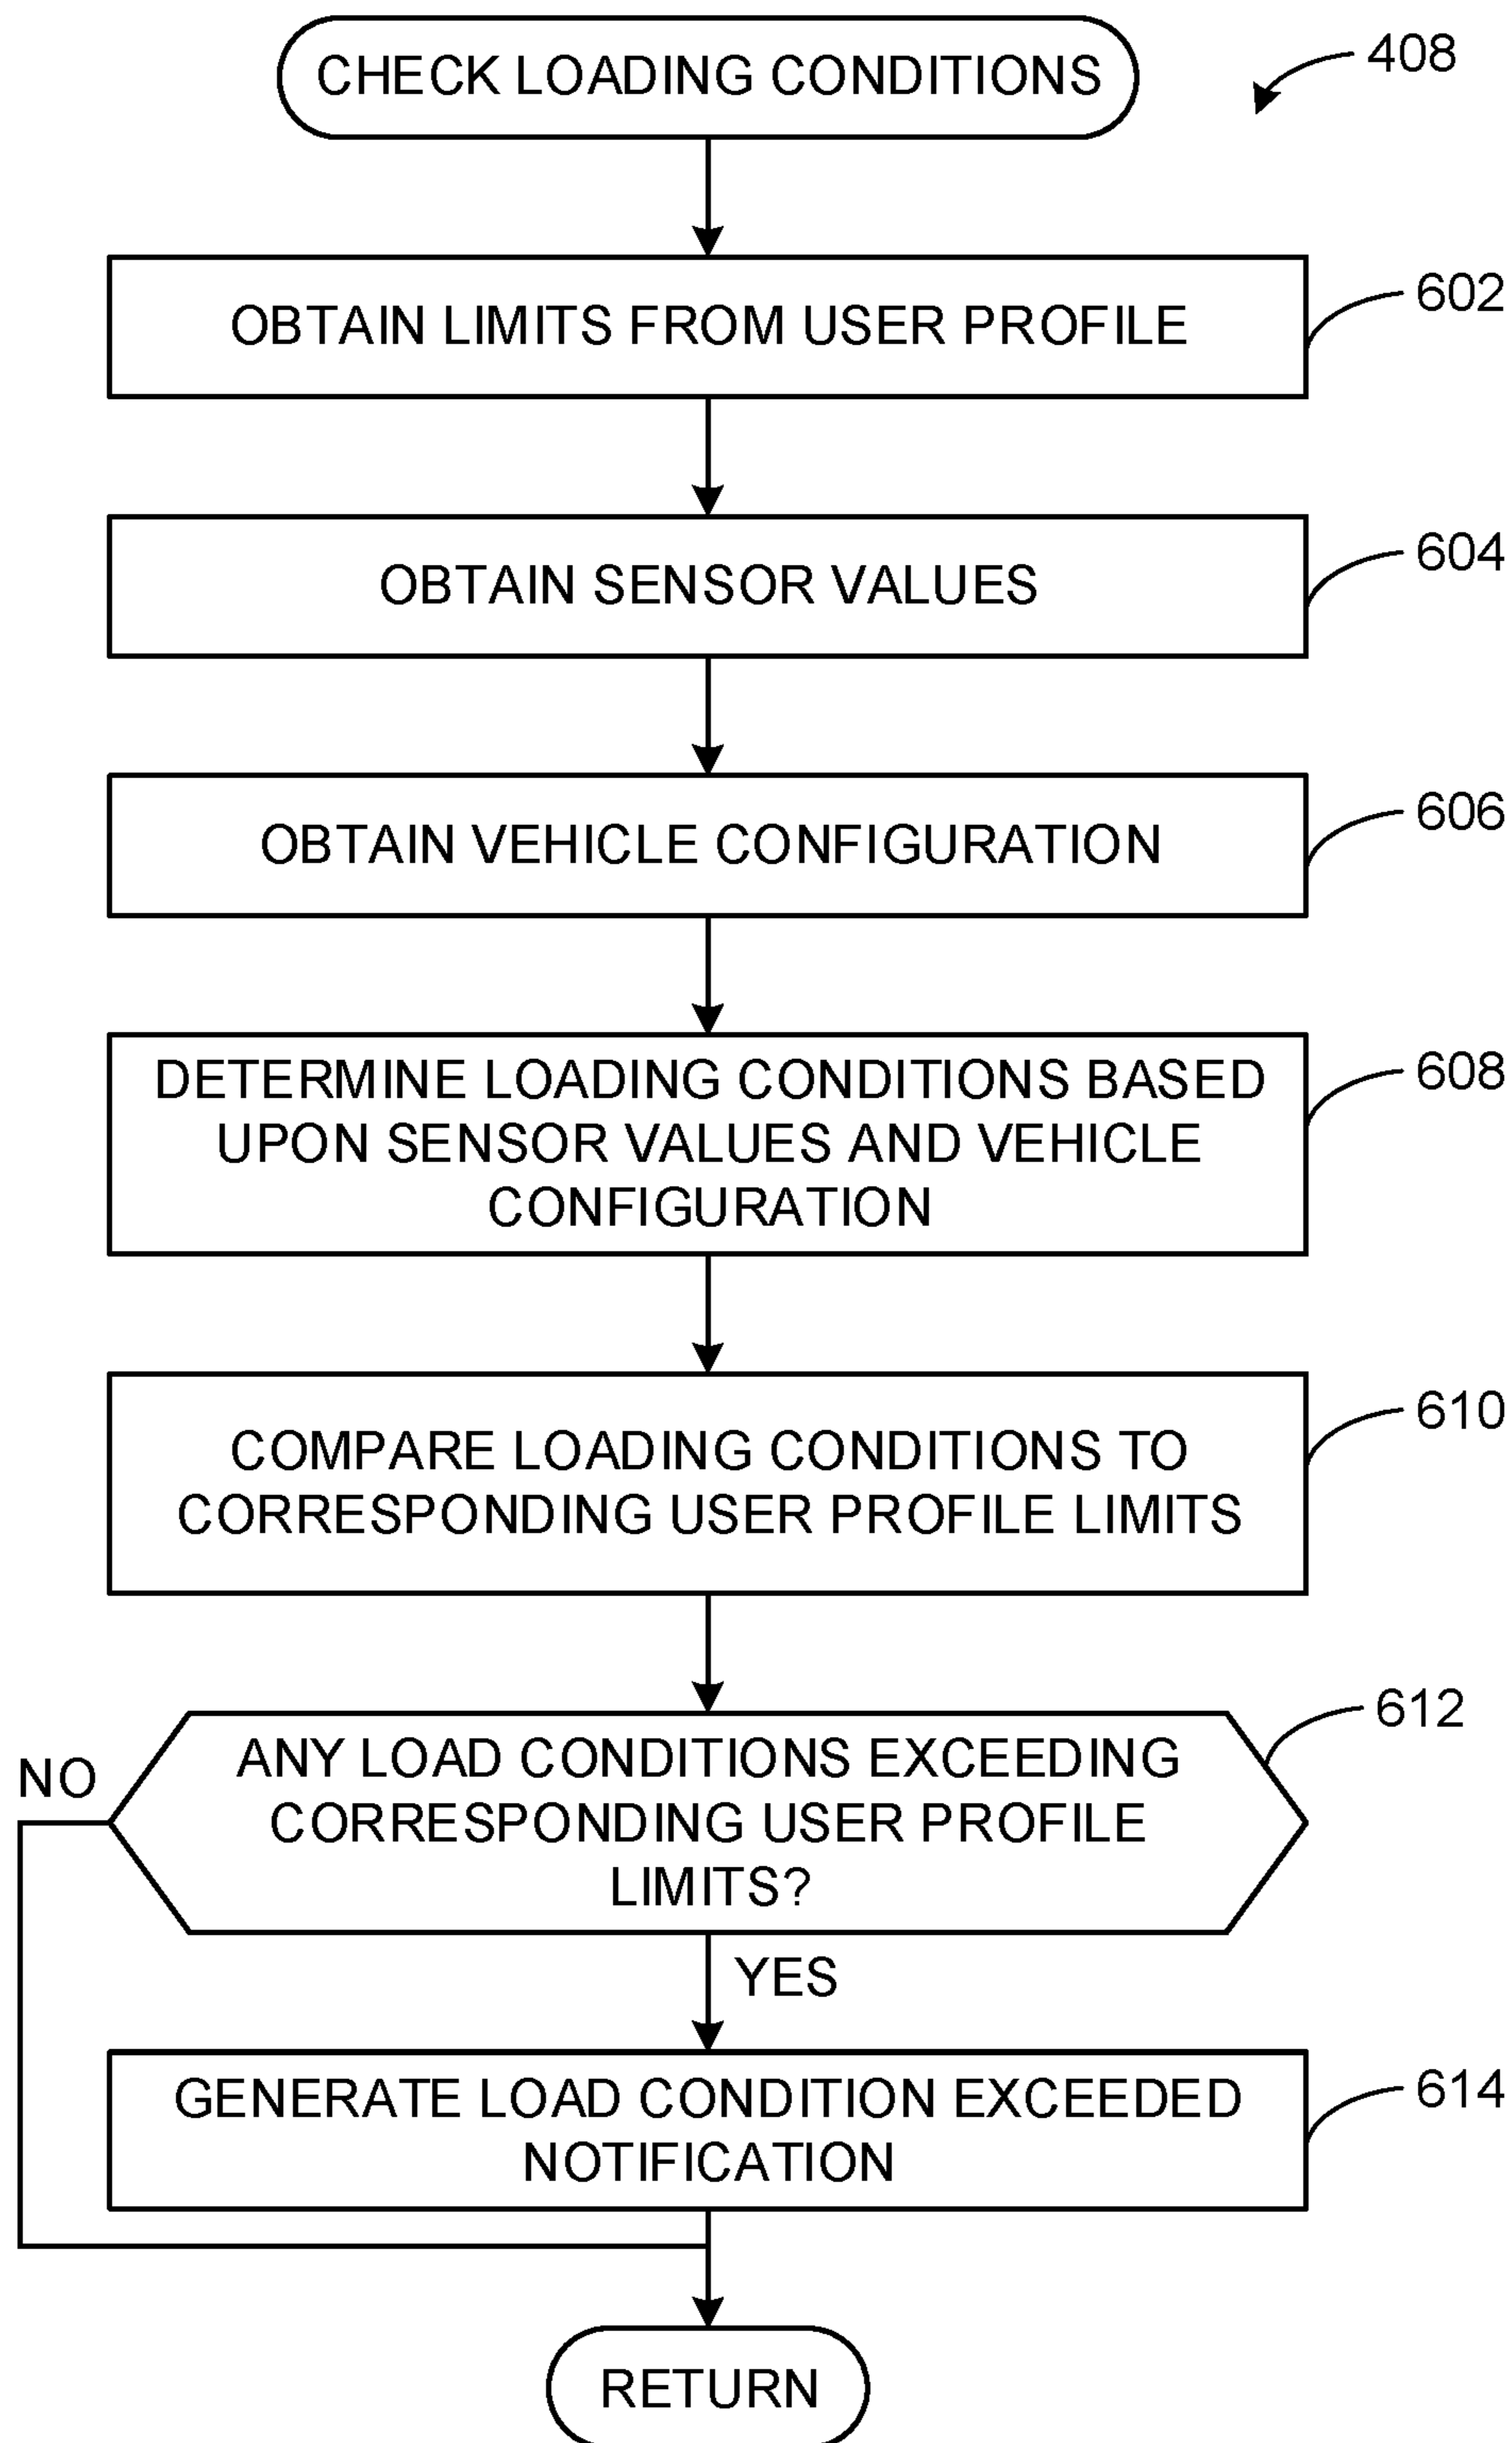 CHECK LOADING CONDITIONS
408
OBTAIN LIMITS FROM USER PROFILE
602
OBTAIN SENSOR VALUES
604
OBTAIN VEHICLE CONFIGURATION
606
DETERMINE LOADING CONDITIONS BASED
UPON SENSOR VALUES AND VEHICLE
CONFIGURATION
608
COMPARE LOADING CONDITIONS TO
CORRESPONDING USER PROFILE LIMITS
610
ANY LOAD CONDITIONS EXCEEDING
CORRESPONDING USER PROFILE
LIMITS?
612
NO
YES
GENERATE LOAD CONDITION EXCEEDED
NOTIFICATION
614
RETURN